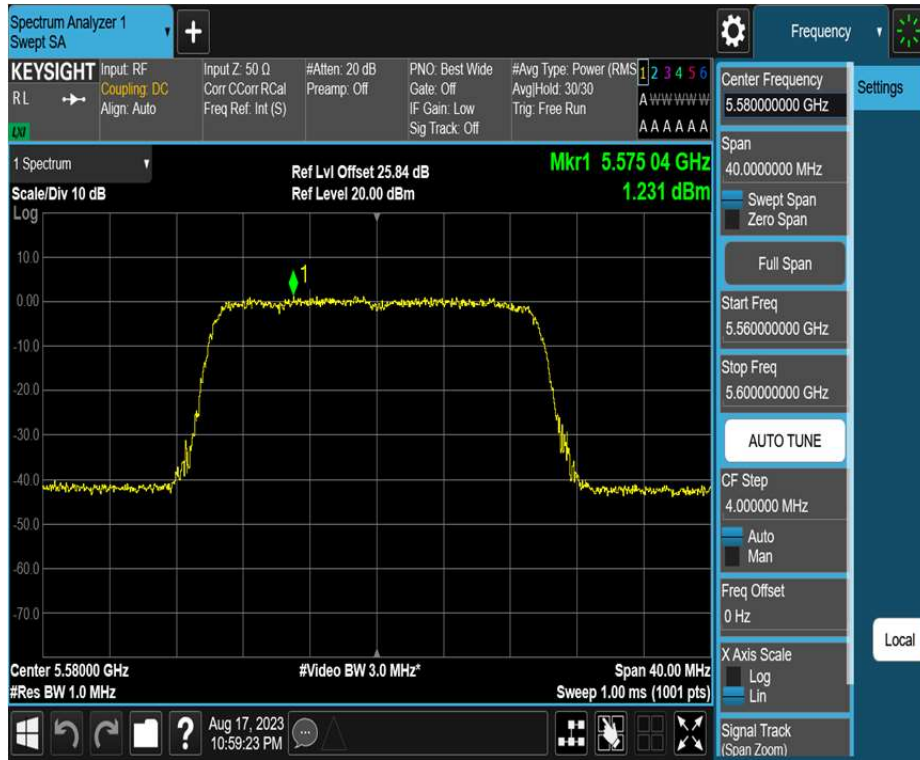 Spectrum Analyzer 1
Swept SA
+
Frequency
KEYSIGHT
RL
LXI
Input: RF
Coupling: DC
Align: Auto
Input Z: 50 Ω
Corr CCorr RCal
Freq Ref: Int (S)
#Atten: 20 dB
Preamp: Off
PNO: Best Wide
Gate: Off
IF Gain: Low
Sig Track: Off
#Avg Type: Power (RMS
Avg|Hold: 30/30
Trig: Free Run
1 2 3 4 5 6
A W W W W W
A A A A A A
Center Frequency
5.580000000 GHz
Settings
Span
40.0000000 MHz
Swept Span
Zero Span
Full Span
Start Freq
5.560000000 GHz
Stop Freq
5.600000000 GHz
AUTO TUNE
CF Step
4.000000 MHz
Auto
Man
Freq Offset
0 Hz
X Axis Scale
Log
Lin
Signal Track
(Span Zoom)
Local
1 Spectrum
Scale/Div 10 dB
Log
Ref Lvl Offset 25.84 dB
Ref Level 20.00 dBm
Mkr1 5.575 04 GHz
1.231 dBm
1
10.0
0.00
-10.0
-20.0
-30.0
-40.0
-50.0
-60.0
-70.0
Center 5.58000 GHz
#Res BW 1.0 MHz
#Video BW 3.0 MHz*
Span 40.00 MHz
Sweep 1.00 ms (1001 pts)
?
Aug 17, 2023
10:59:23 PM